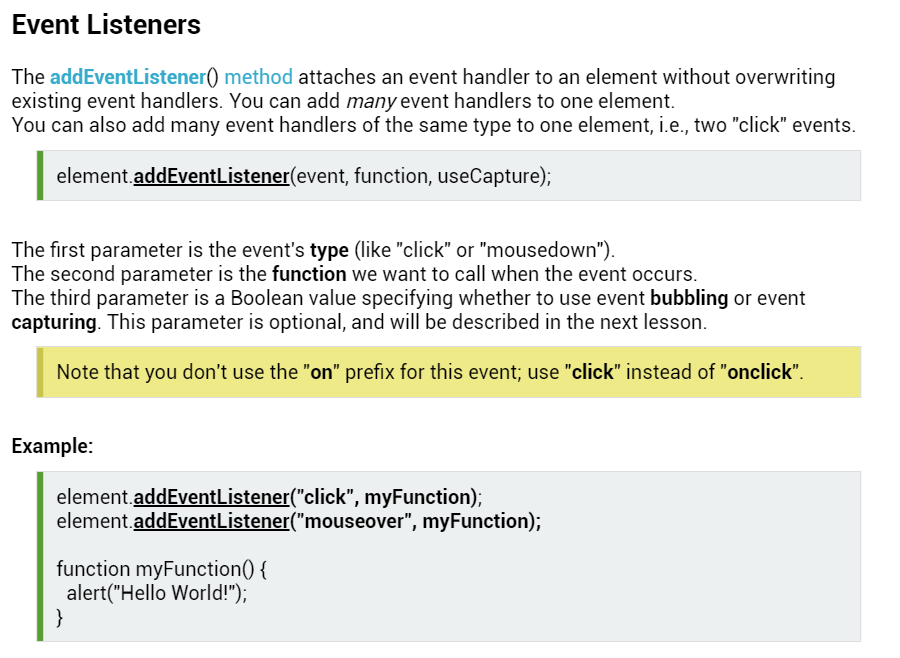 Event Listeners
The addEventListener() method attaches an event handler to an element without overwriting
existing event handlers. You can add many event handlers to one element.
You can also add many event handlers of the same type to one element, i.e., two "click" events.
element.addEventListener(event, function, useCapture);
The first parameter is the event's type (like "click" or "mousedown").
The second parameter is the function we want to call when the event occurs.
The third parameter is a Boolean value specifying whether to use event bubbling or event
capturing. This parameter is optional, and will be described in the next lesson.
Note that you don't use the "on" prefix for this event; use "click" instead of "onclick".
Example:
element.addEventListener("click", myFunction);
element.addEventListener("mouseover", myFunction);
function myFunction() {
  alert("Hello World!");
}